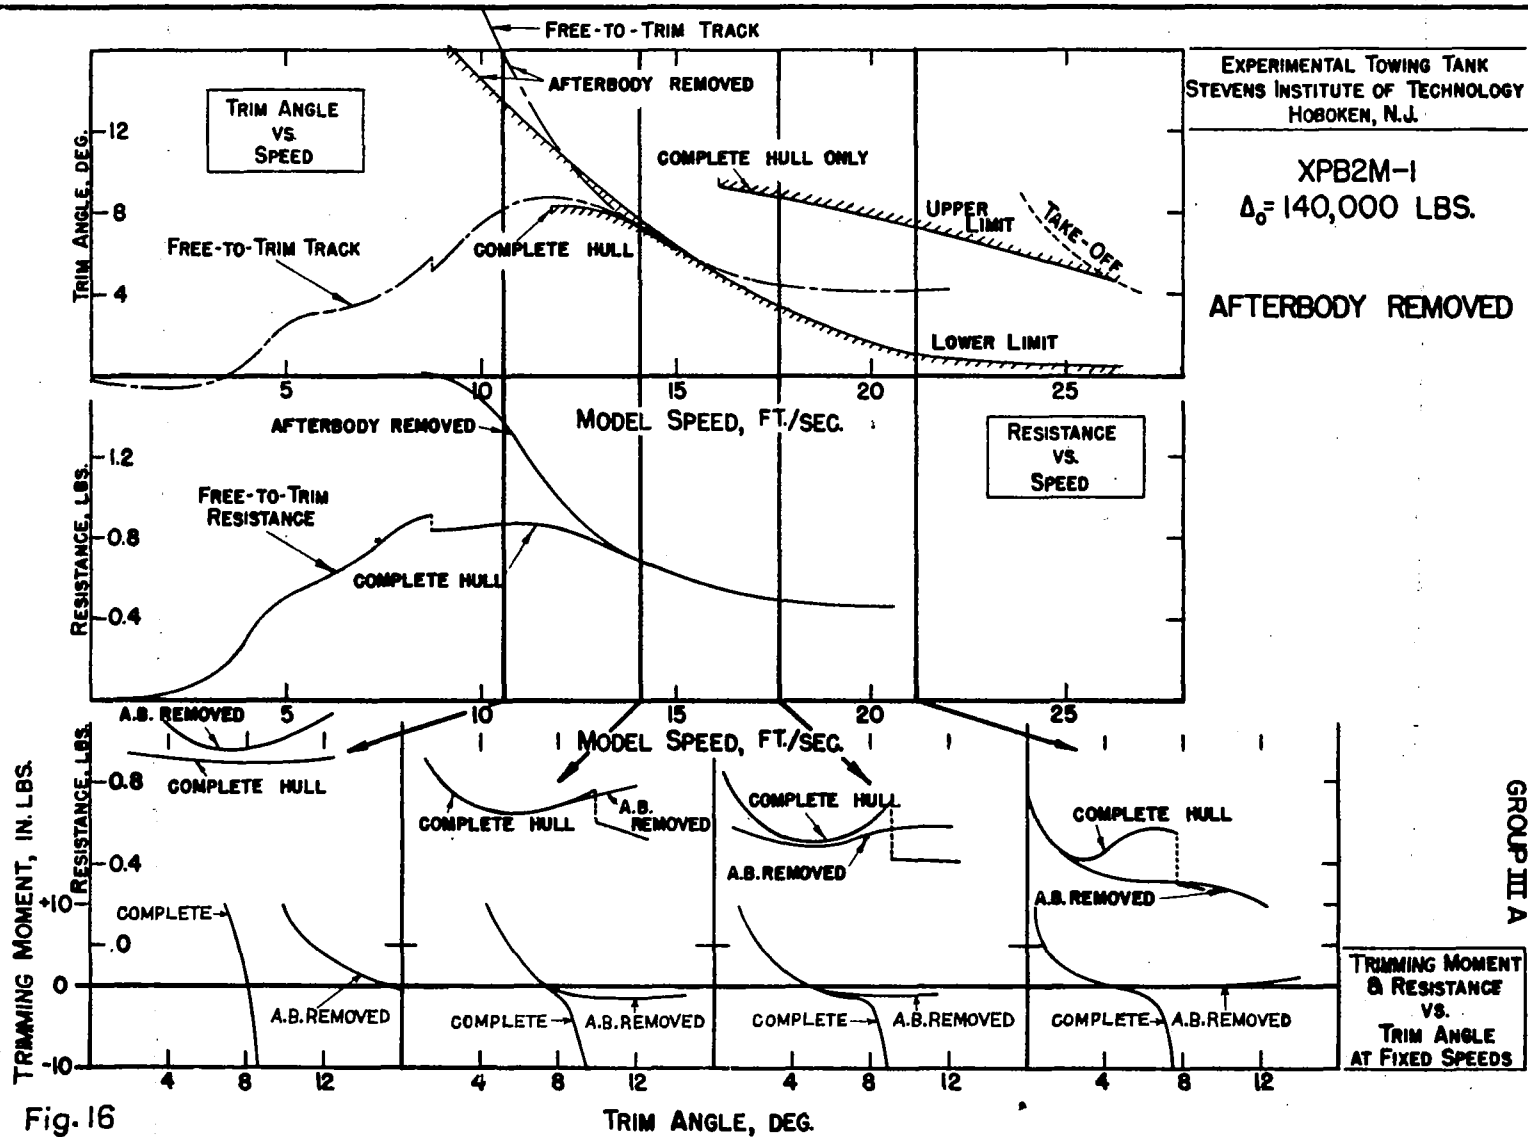 FREE-TO-TRIM TRACK
AFTERBODY REMOVED
TRIM ANGLE
VS.
SPEED
EXPERIMENTAL TOWING TANK
STEVENS INSTITUTE OF TECHNOLOGY
HOBOKEN, N.J.
XPB2M-1
Δ₀= 140,000 LBS.
AFTERBODY REMOVED
TRIM ANGLE, DEG.
12
8
4
COMPLETE HULL ONLY
UPPER
LIMIT
TAKE-OFF
FREE-TO-TRIM TRACK
COMPLETE HULL
LOWER LIMIT
5
10
15
20
25
MODEL SPEED, FT./SEC.
AFTERBODY REMOVED
RESISTANCE
VS.
SPEED
RESISTANCE, LBS.
1.2
0.8
0.4
FREE-TO-TRIM
RESISTANCE
COMPLETE HULL
5
10
15
20
25
MODEL SPEED, FT./SEC.
A.B. REMOVED
COMPLETE HULL
RESISTANCE, LBS.
0.8
0.4
.0
COMPLETE HULL
A.B.
REMOVED
COMPLETE HULL
A.B. REMOVED
COMPLETE HULL
A.B. REMOVED
TRIMMING MOMENT, IN. LBS.
+10
0
-10
COMPLETE
A.B. REMOVED
COMPLETE
A.B. REMOVED
COMPLETE
A.B. REMOVED
COMPLETE
A.B. REMOVED
4
8
12
4
8
12
4
8
12
4
8
12
TRIM ANGLE, DEG.
GROUP III A
TRIMMING MOMENT
& RESISTANCE
VS.
TRIM ANGLE
AT FIXED SPEEDS
Fig. 16